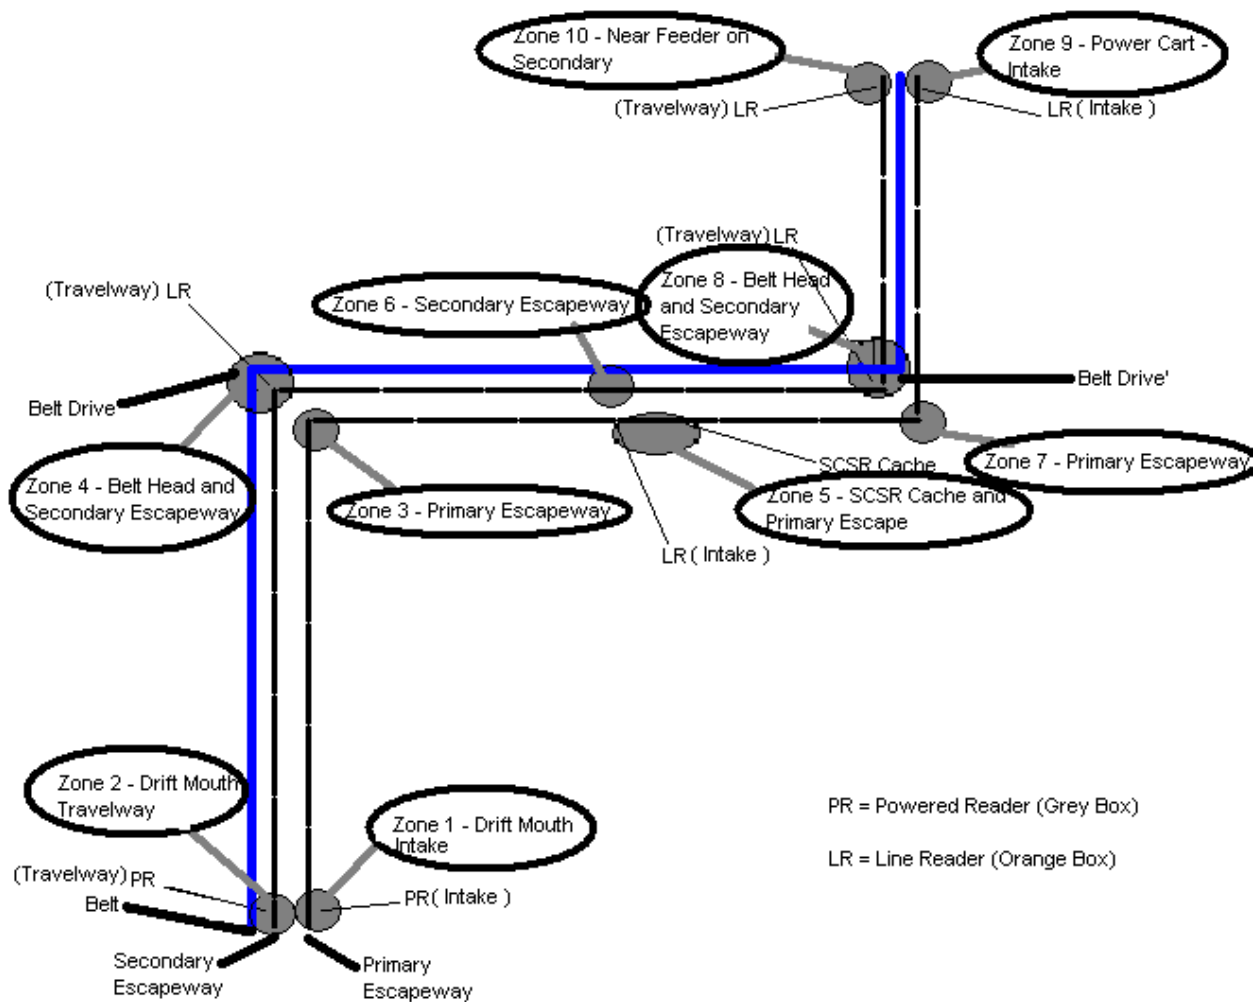 Zone 10 - Near Feeder on
Secondary
Zone 9 - Power Cart -
Intake
(Travelway) LR
LR ( Intake )
(Travelway) LR
Zone 8 - Belt Head
and Secondary
Escapeway
Zone 6 - Secondary Escapeway
(Travelway) LR
Belt Drive
Belt Drive'
Zone 4 - Belt Head and
Secondary Escapeway
Zone 3 - Primary Escapeway
SCSR Cache
Zone 5 - SCSR Cache and
Primary Escape
Zone 7 - Primary Escapeway
LR ( Intake )
Zone 2 - Drift Mouth
Travelway
Zone 1 - Drift Mouth
Intake
PR = Powered Reader (Grey Box)
LR = Line Reader (Orange Box)
(Travelway) PR
PR ( Intake )
Belt
Secondary
Escapeway
Primary
Escapeway